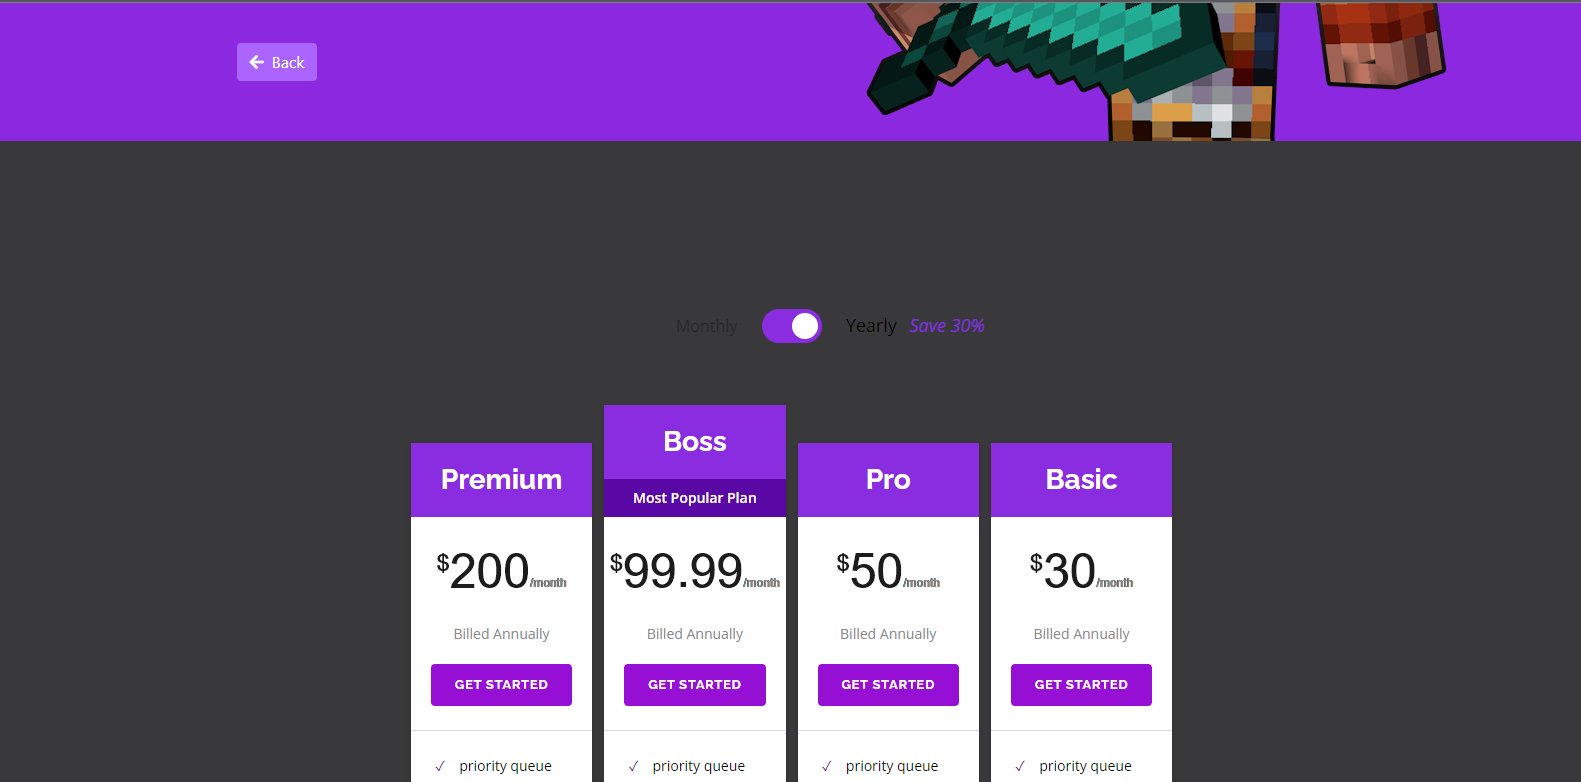 Back
Monthly Yearly Save 30%
Premium
$200/month
Billed Annually
GET STARTED
✓ priority queue
Boss
Most Popular Plan
$99.99/month
Billed Annually
GET STARTED
✓ priority queue
Pro
$50/month
Billed Annually
GET STARTED
✓ priority queue
Basic
$30/month
Billed Annually
GET STARTED
✓ priority queue